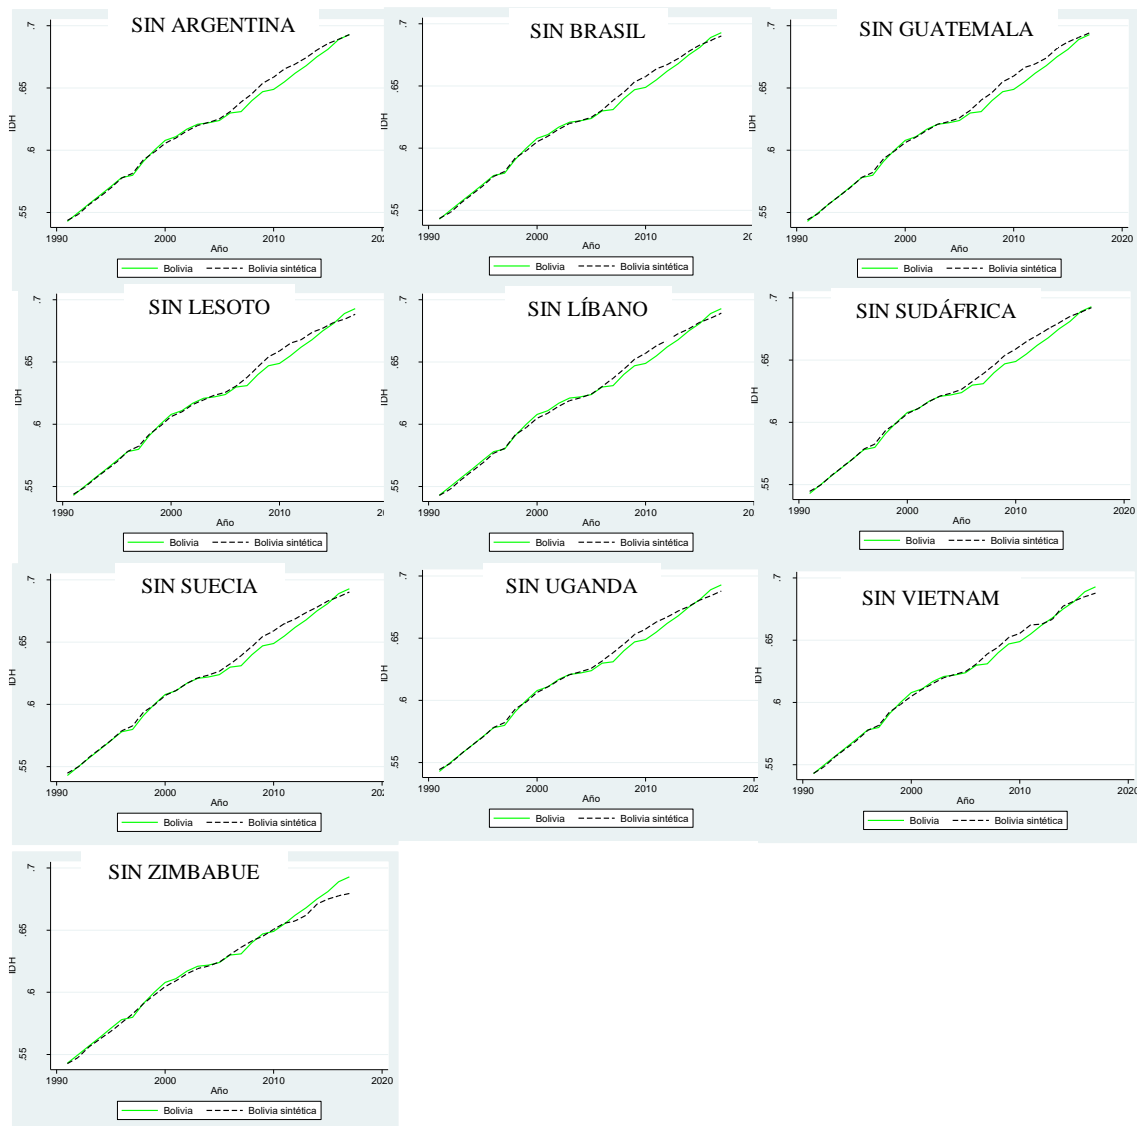 SIN ARGENTINA
.7
.65
.6
.55
IDH
1990
2000
2010
202
Año
Bolivia
Bolivia sintética
SIN BRASIL
.7
.65
.6
.55
IDH
1990
2000
2010
20
Año
Bolivia
Bolivia sintética
SIN GUATEMALA
.7
.65
.6
.55
IDH
1990
2000
2010
2020
Año
Bolivia
Bolivia sintética
SIN LESOTO
.7
.65
.6
.55
IDH
1990
2000
2010
20
Año
Bolivia
Bolivia sintética
SIN LÍBANO
.7
.65
.6
.55
IDH
1990
2000
2010
20
Año
Bolivia
Bolivia sintética
SIN SUDÁFRICA
.7
.65
.6
.55
IDH
1990
2000
2010
2020
Año
Bolivia
Bolivia sintética
SIN SUECIA
.7
.65
.6
.55
IDH
1990
2000
2010
202
Año
Bolivia
Bolivia sintética
SIN UGANDA
.7
.65
.6
.55
IDH
1990
2000
2010
202
Año
Bolivia
Bolivia sintética
SIN VIETNAM
.7
.65
.6
.55
IDH
1990
2000
2010
2020
Año
Bolivia
Bolivia sintética
SIN ZIMBABUE
.7
.65
.6
.55
IDH
1990
2000
2010
2020
Año
Bolivia
Bolivia sintética